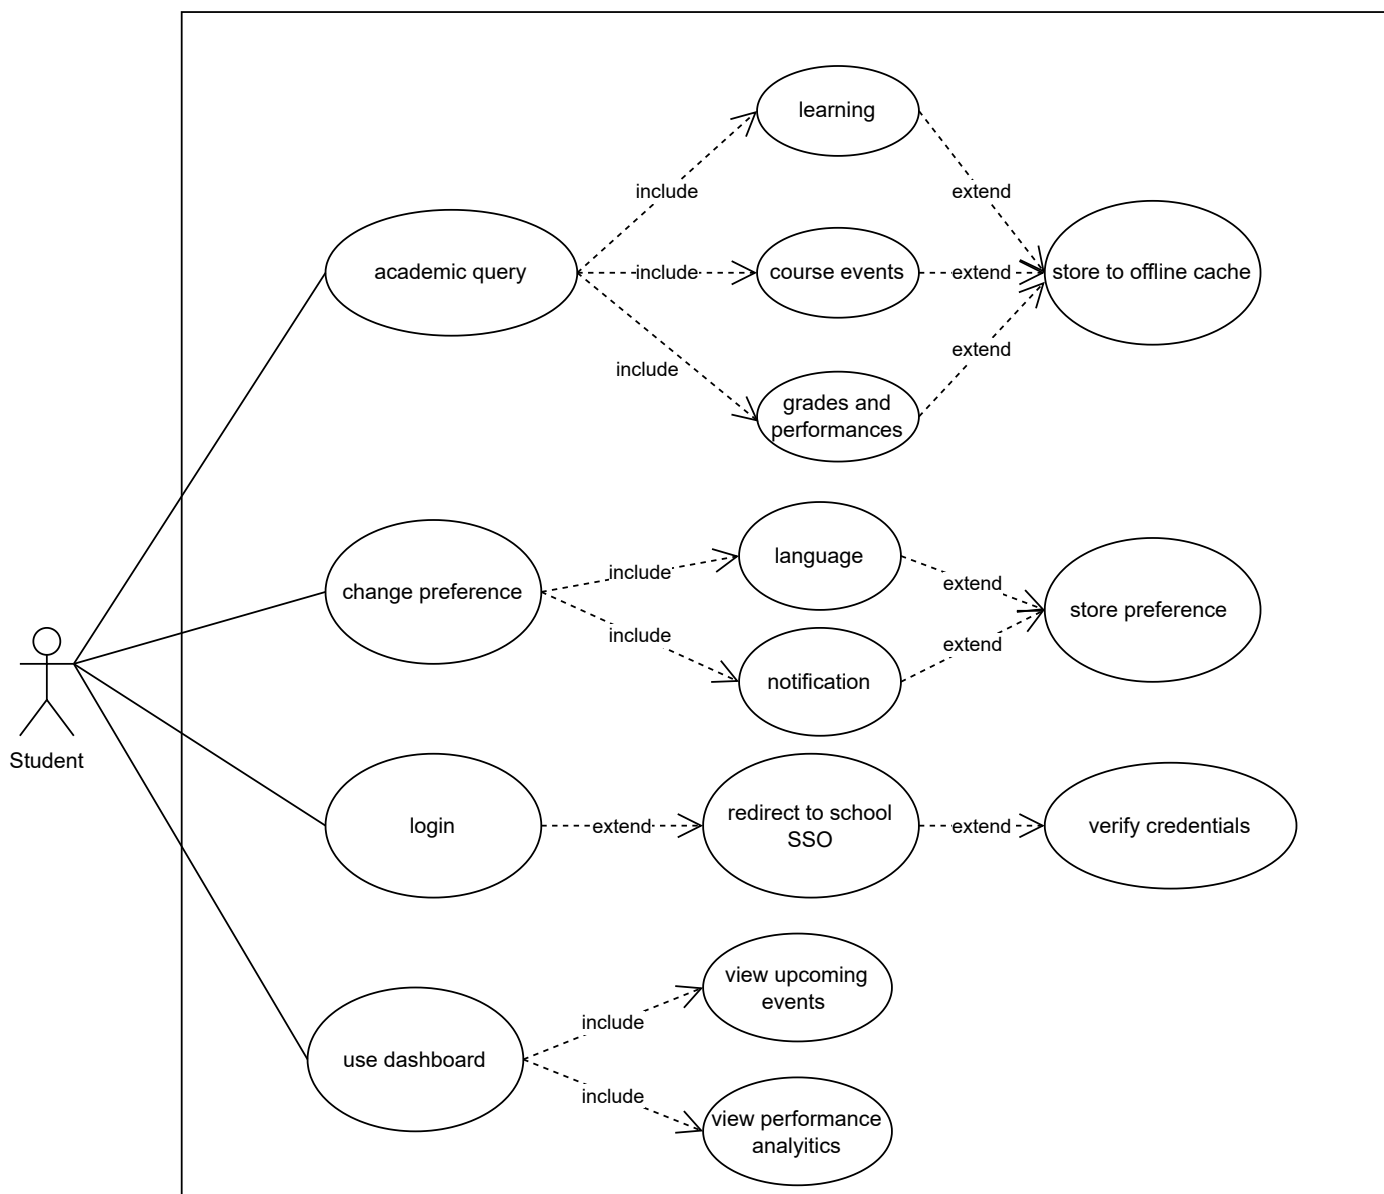 learning
include
extend
academic query
include
course events
extend
store to offline cache
include
extend
grades and
performances
language
include
extend
change preference
store preference
include
extend
notification
Student
login
extend
redirect to school
SSO
extend
verify credentials
view upcoming
events
include
use dashboard
include
view performance
analyitics